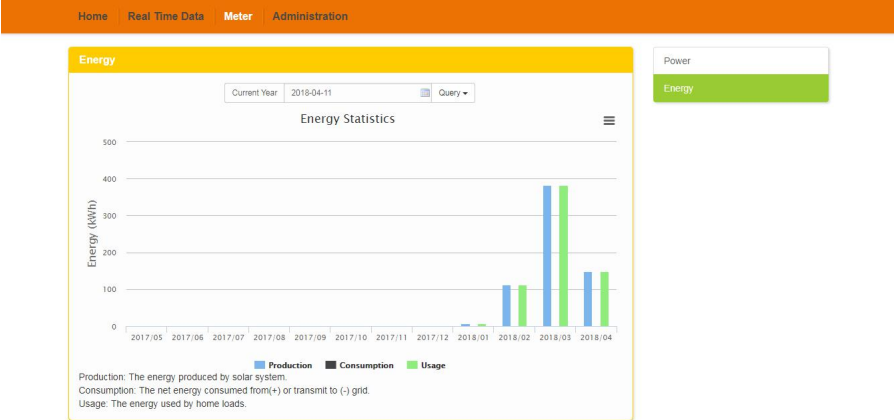 Home Real Time Data Meter Administration
Energy
Power
Energy
Current Year 2018-04-11 Query
Energy Statistics
500
400
300
200
100
0
Energy (kWh)
2017/05 2017/06 2017/07 2017/08 2017/09 2017/10 2017/11 2017/12 2018/01 2018/02 2018/03 2018/04
Production Consumption Usage
Production: The energy produced by solar system.
Consumption: The net energy consumed from(+) or transmit to (-) grid.
Usage: The energy used by home loads.